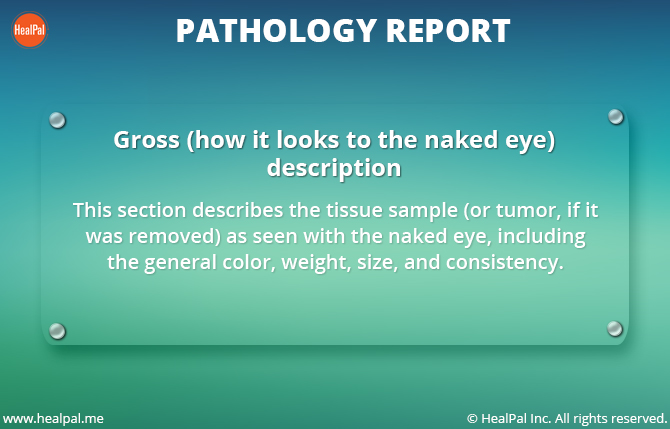 HealPal
PATHOLOGY REPORT
Gross (how it looks to the naked eye)
description
This section describes the tissue sample (or tumor, if it
was removed) as seen with the naked eye, including
the general color, weight, size, and consistency.
www.healpal.me
© HealPal Inc. All rights reserved.